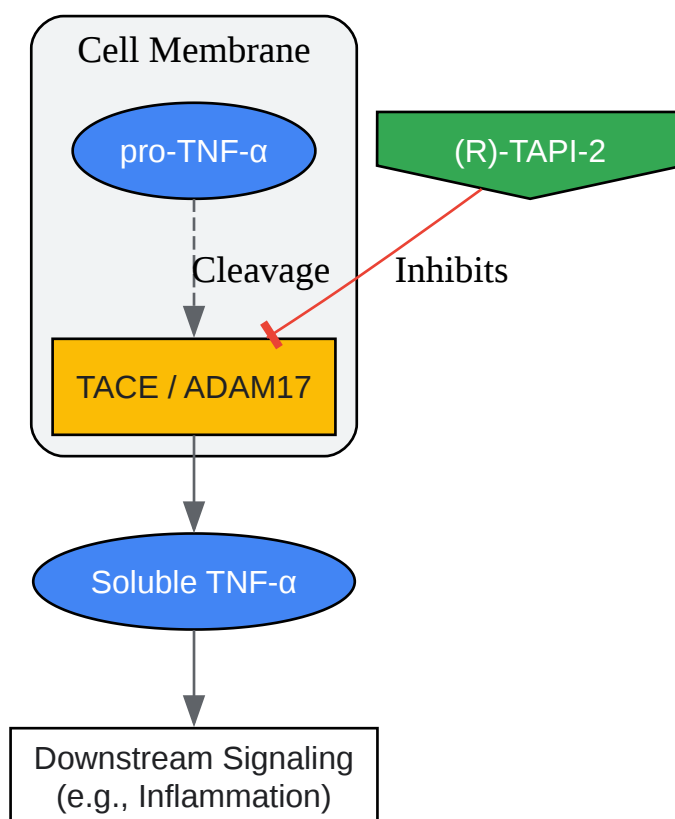 Cell Membrane
pro-TNF-α
(R)-TAPI-2
Cleavage
Inhibits
TACE / ADAM17
Soluble TNF-α
Downstream Signaling
(e.g., Inflammation)